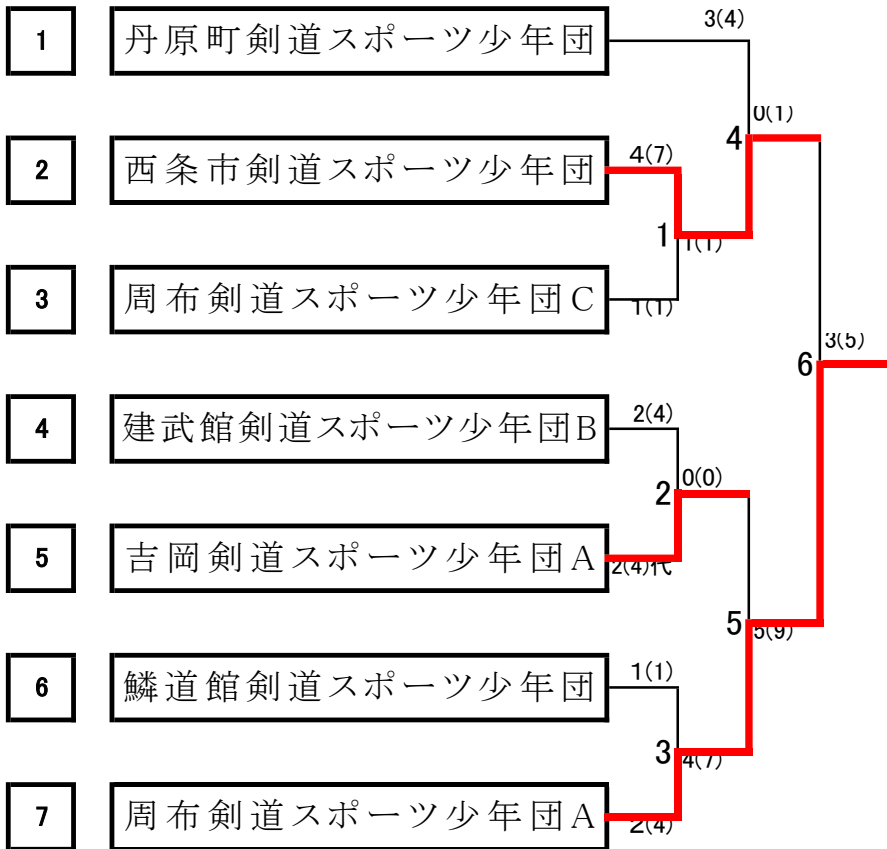 3(4)
1 丹原町剣道スポーツ少年団
0(1)
4
2 西条市剣道スポーツ少年団 4(7)
1 1(1)
3 周布剣道スポーツ少年団C 1(1)
3(5)
6
4 建武館剣道スポーツ少年団B 2(4)
2 0(0)
5 吉岡剣道スポーツ少年団A 2(4)代
5 5(9)
6 鱗道館剣道スポーツ少年団 1(1)
3 4(7)
7 周布剣道スポーツ少年団A 2(4)